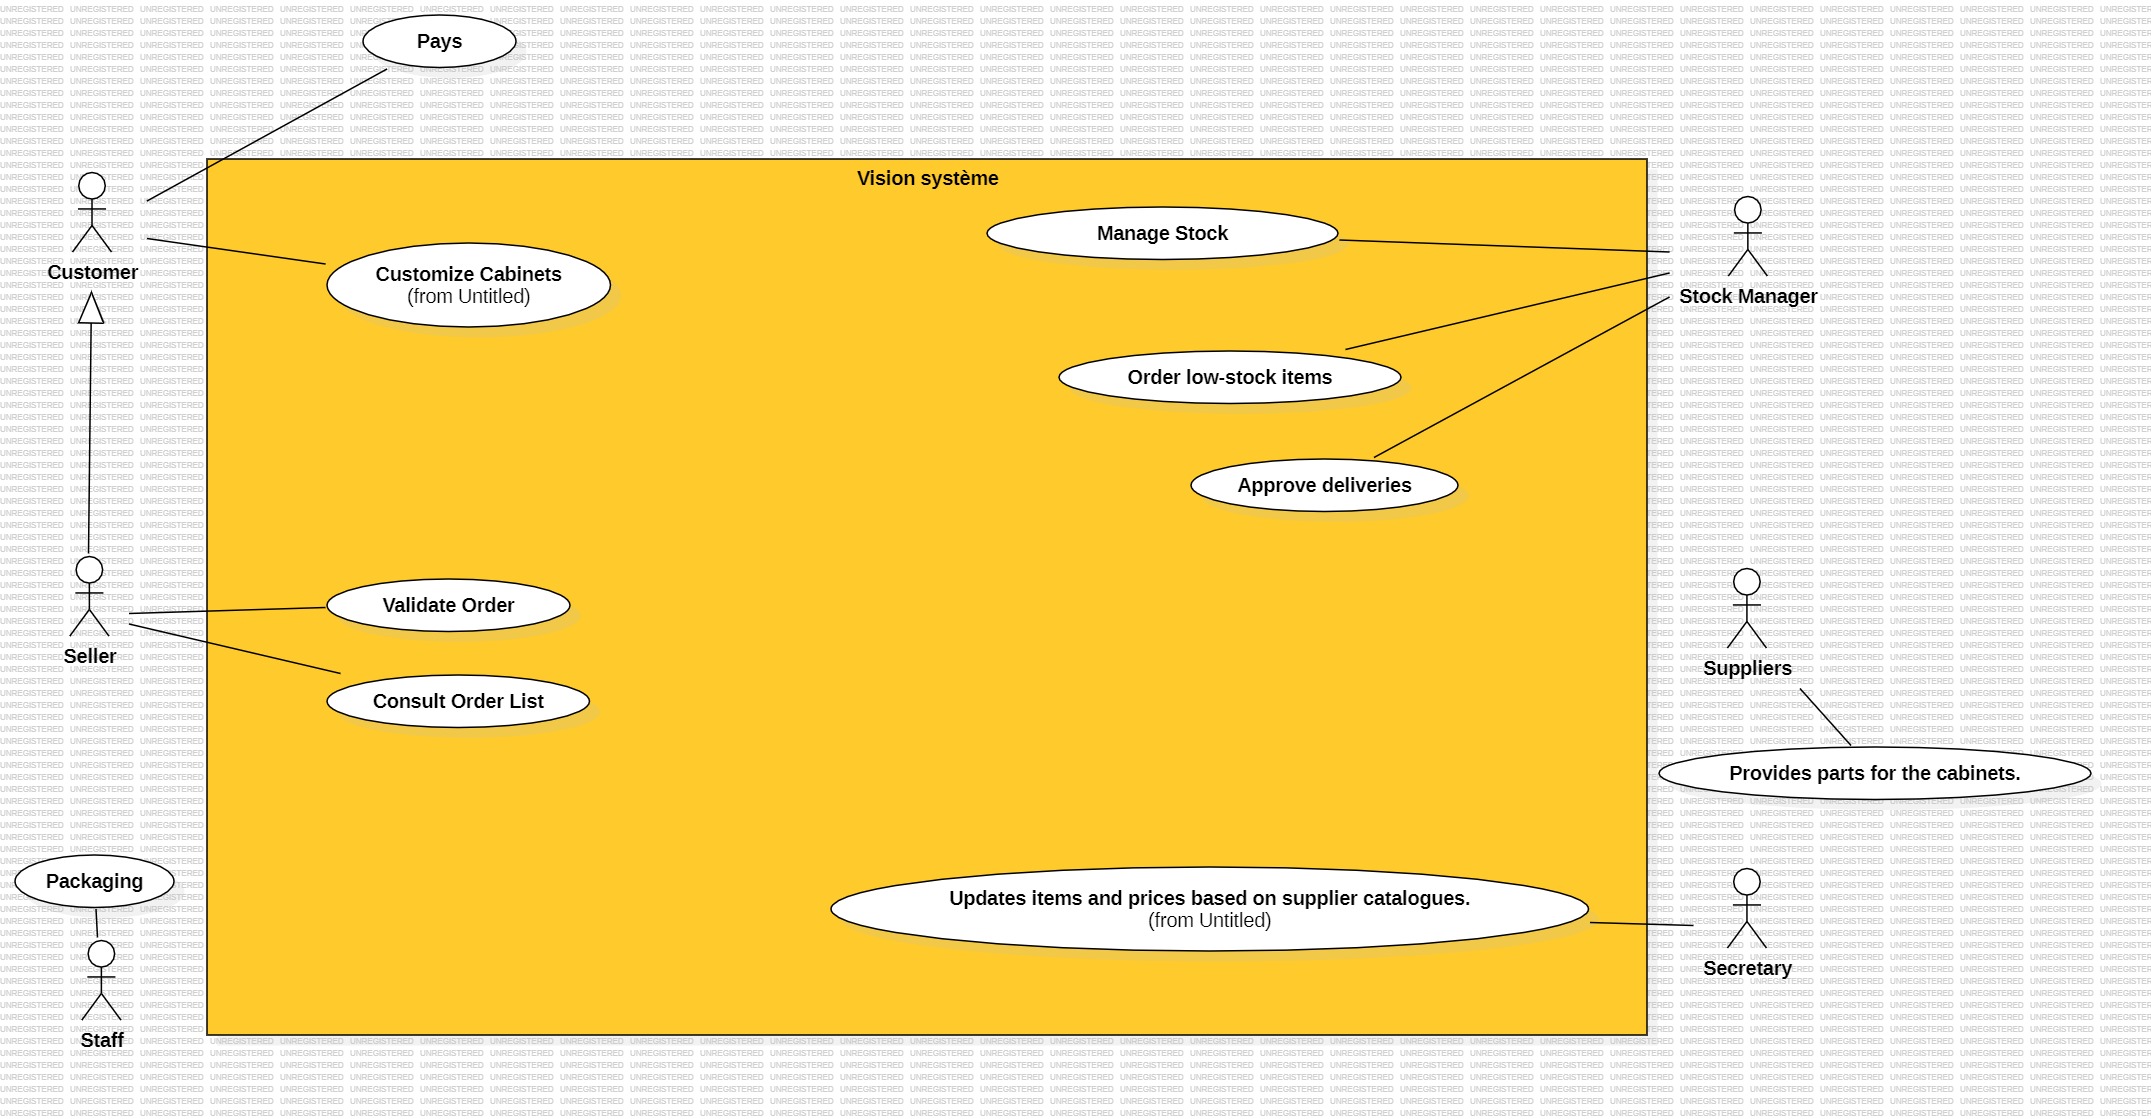 Pays
Vision système
Customer
Customize Cabinets
(from Untitled)
Manage Stock
Stock Manager
Order low-stock items
Approve deliveries
Seller
Validate Order
Consult Order List
Suppliers
Provides parts for the cabinets.
Packaging
Staff
Updates items and prices based on supplier catalogues.
(from Untitled)
Secretary
UNREGISTERED